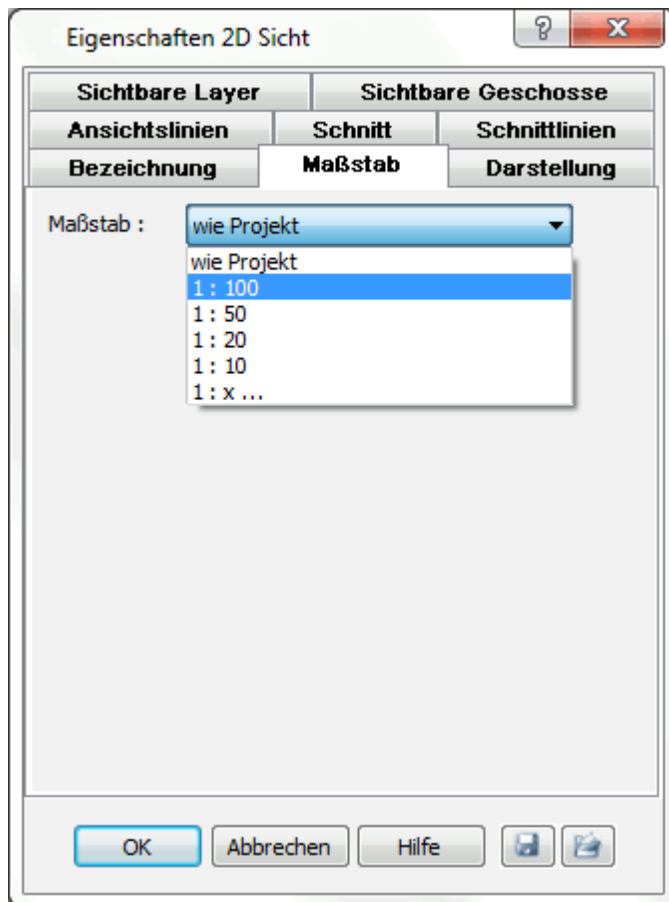 Eigenschaften 2D Sicht
?
Sichtbare Layer Sichtbare Geschosse
Ansichtslinien Schnitt Schnittlinien
Bezeichnung Maßstab Darstellung
Maßstab : wie Projekt
wie Projekt
1 : 100
1 : 50
1 : 20
1 : 10
1 : x ...
OK Abbrechen Hilfe